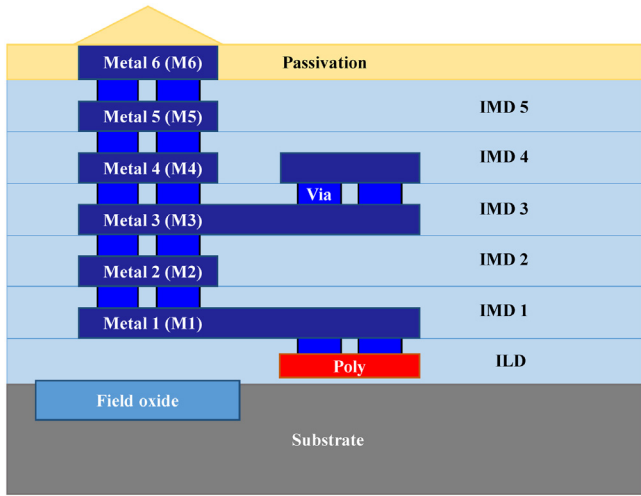 Metal 6 (M6)
Passivation
Metal 5 (M5)
IMD 5
Metal 4 (M4)
IMD 4
Via
Metal 3 (M3)
IMD 3
Metal 2 (M2)
IMD 2
Metal 1 (M1)
IMD 1
Poly
ILD
Field oxide
Substrate